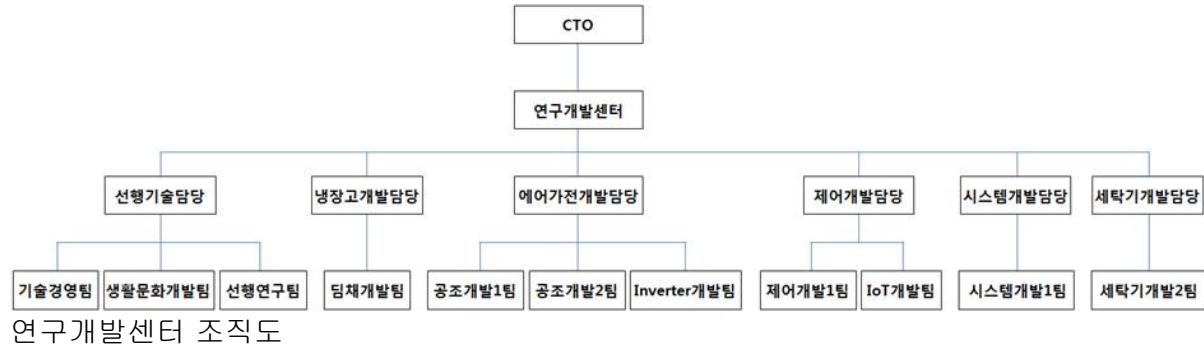 CTO
연구개발센터
선행기술담당 냉장고개발담당 에어가전개발담당 제어개발담당 시스템개발담당 세탁기개발담당
기술경영팀 생활문화개발팀 선행연구팀 딤채개발팀 공조개발1팀 공조개발2팀 Inverter개발팀 제어개발1팀 IoT개발팀 시스템개발1팀 세탁기개발2팀
연구개발센터 조직도